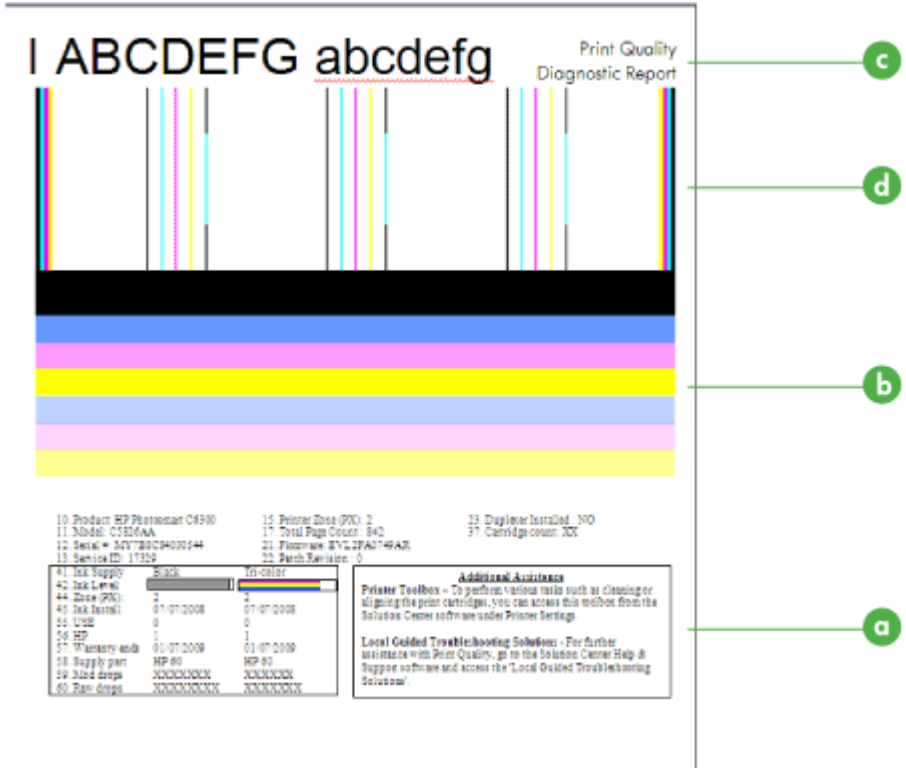 I ABCDEFG abcdefg
Print Quality
Diagnostic Report
c
d
b
10. Product: HP Photosmart C6300
15. Printer Zone (PX): 2
23. Duplexer Installed : NO
11. Model: C5826AA
17. Total Page Count : 842
37. Cartridge count: XX
12. Serial #: MY7B8C84030544
21. Firmware:
13. Service ID: 17329
22. Patch Revision : 0
41. Ink Supply Black Tri-color
42. Ink Level:
44. Zone (PX): 2 2
45. Ink Install 07/07/2008 07/07/2008
55. USE 0 0
56. HP 1 1
57. Warranty ends 01/07/2009 01/07/2009
58. Supply part HP 60 HP 60
59. Mod drops XXXXXXXX XXXXXXX
60. Raw drops XXXXXXXXX XXXXXXXX
Additional Assistance
Printer Toolbox – To perform various tasks such as cleaning or
aligning the print cartridges, you can access this toolbox from the
Solution Center software under Printer Settings.
Local Guided Troubleshooting Solutions - For further
assistance with Print Quality, go to the Solution Center Help &
Support software and access the 'Local Guided Troubleshooting
Solutions'.
a